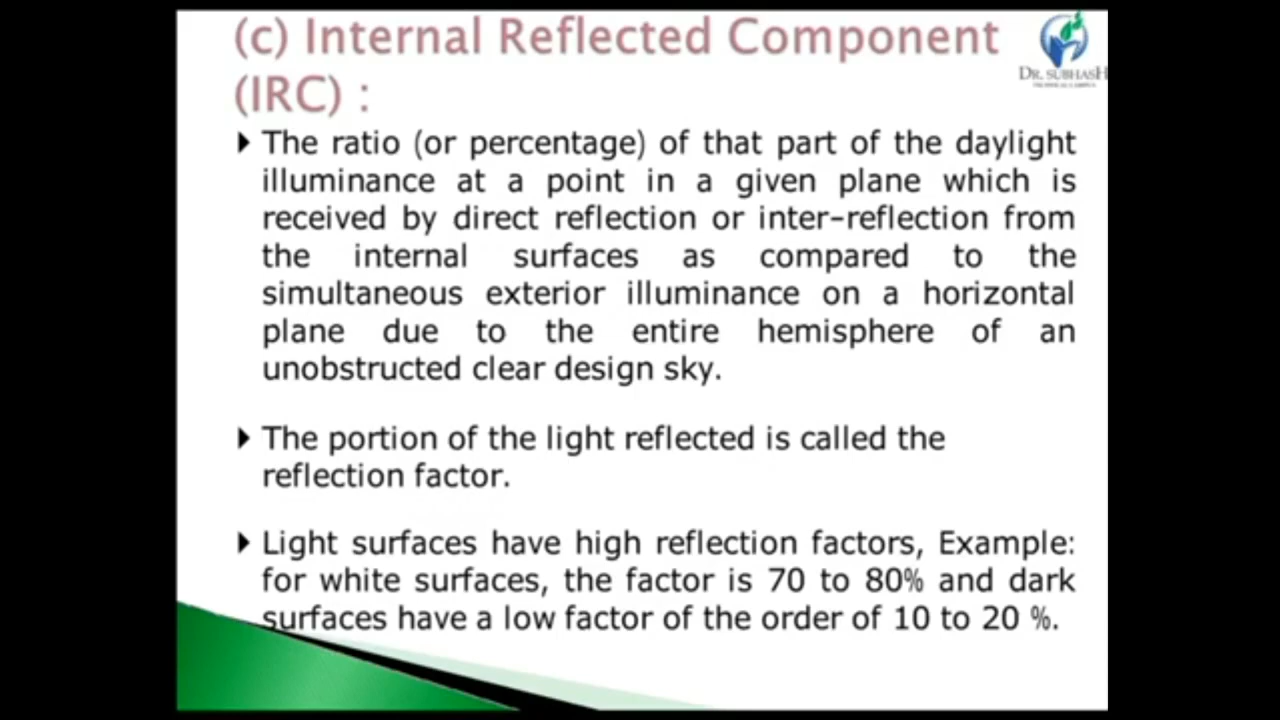 (c) Internal Reflected Component
(IRC) :
DR. SUBHASH
The ratio (or percentage) of that part of the daylight
illuminance at a point in a given plane which is
received by direct reflection or inter-reflection from
the internal surfaces as compared to the
simultaneous exterior illuminance on a horizontal
plane due to the entire hemisphere of an
unobstructed clear design sky.
The portion of the light reflected is called the
reflection factor.
Light surfaces have high reflection factors, Example:
for white surfaces, the factor is 70 to 80% and dark
surfaces have a low factor of the order of 10 to 20 %.